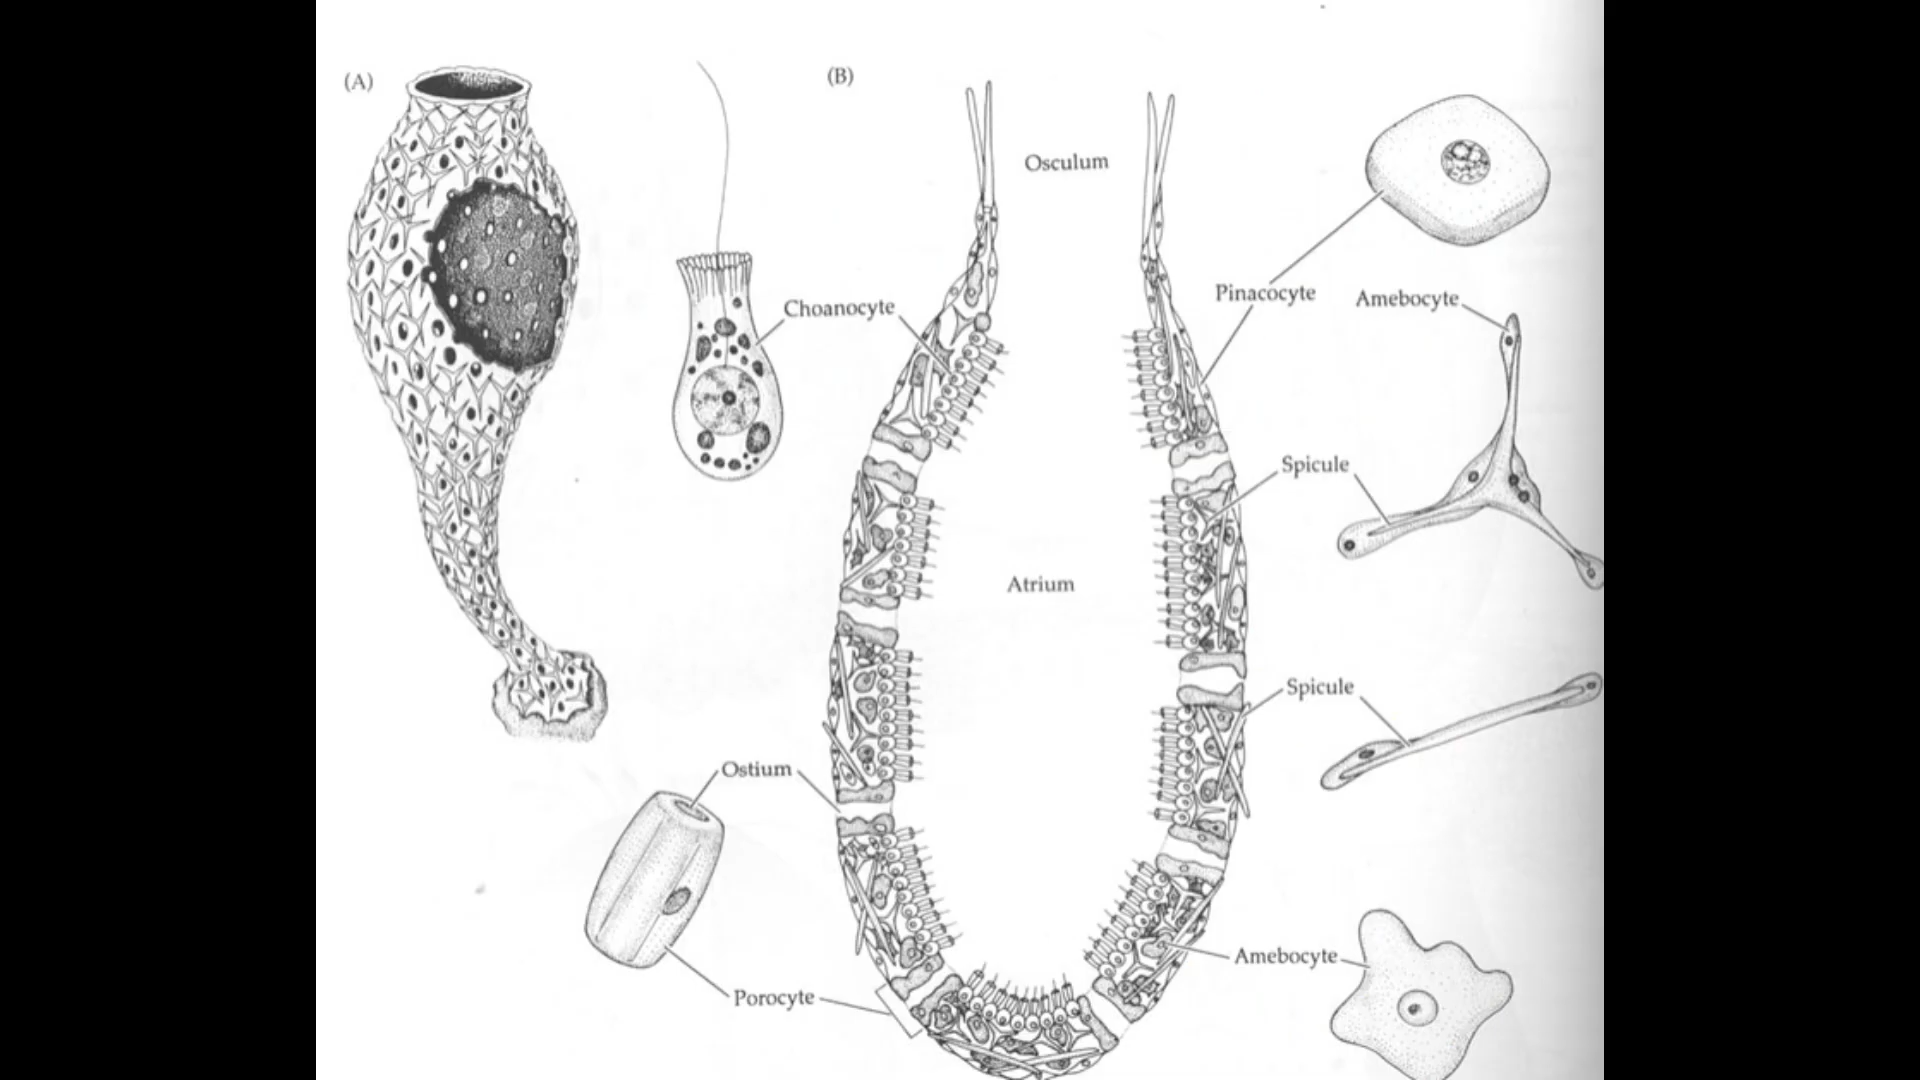 (A)
(B)
Osculum
Choanocyte
Pinacocyte
Amebocyte
Spicule
Atrium
Spicule
Ostium
Amebocyte
Porocyte